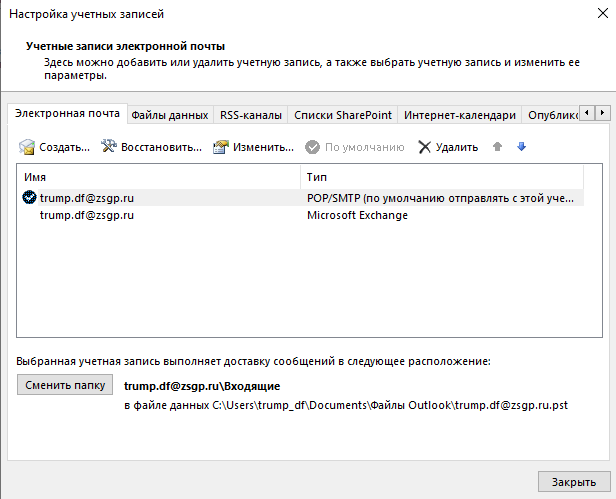 Настройка учетных записей
Учетные записи электронной почты
Здесь можно добавить или удалить учетную запись, а также выбрать учетную запись и изменить ее
параметры.
Электронная почта Файлы данных RSS-каналы Списки SharePoint Интернет-календари Опублико
Создать... Восстановить... Изменить... По умолчанию Удалить
Имя Тип
trump.df@zsgp.ru POP/SMTP (по умолчанию отправлять с этой уче...
trump.df@zsgp.ru Microsoft Exchange
Выбранная учетная запись выполняет доставку сообщений в следующее расположение:
Сменить папку trump.df@zsgp.ru\Входящие
в файле данных C:\Users\trump_df\Documents\Файлы Outlook\trump.df@zsgp.ru.pst
Закрыть